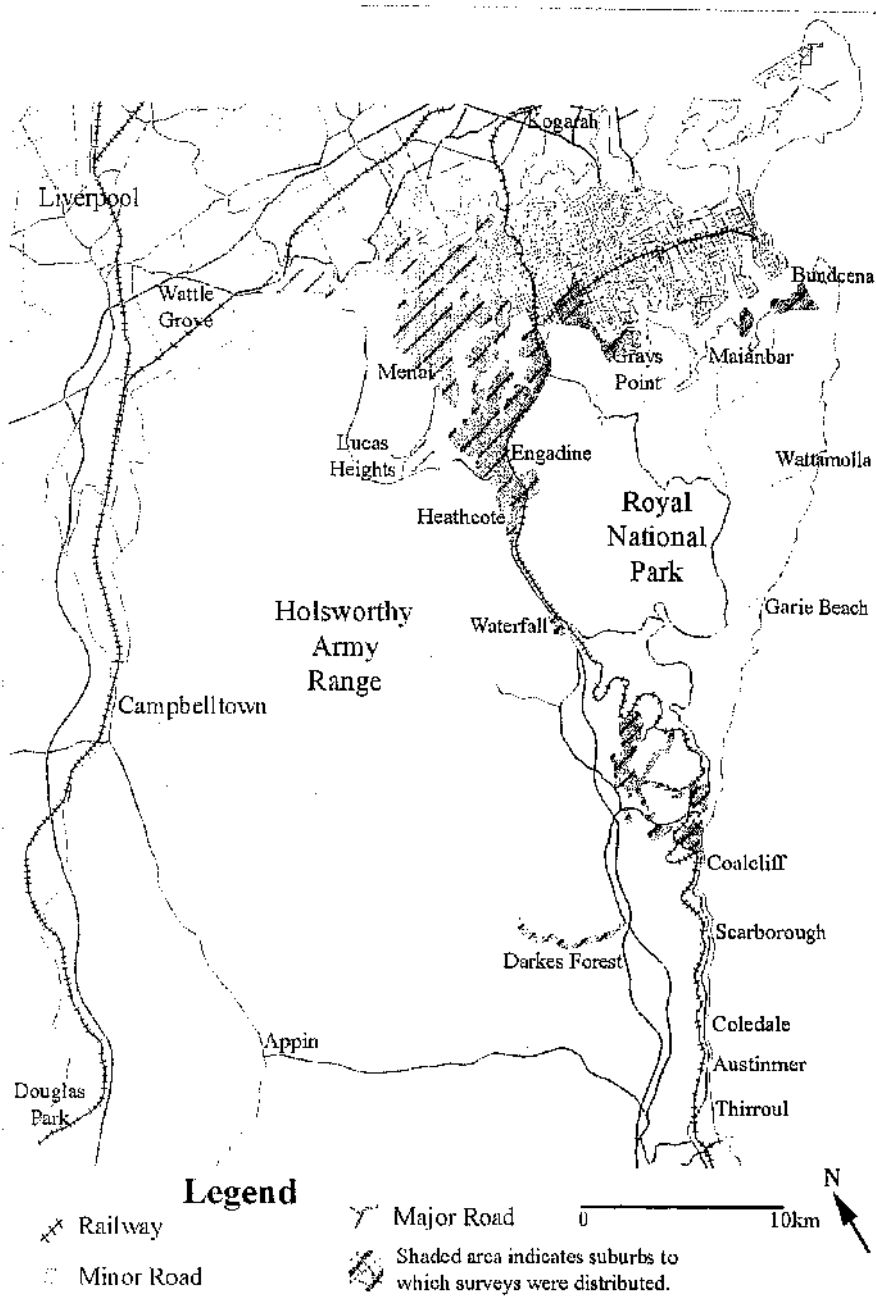 Kogarah
Liverpool
Bundeena
Wattle
Grove
Grays
Point
Maianbar
Menai
Lucas
Heights
Engadine
Wattamolla
Heathcote
Royal
National
Park
Holsworthy
Army
Range
Garie Beach
Waterfall
Campbelltown
Coalcliff
Scarborough
Darkes Forest
Coledale
Appin
Austinmer
Douglas
Park
Thirroul
Legend
N
Railway
Major Road
0 10km
Minor Road
Shaded area indicates suburbs to
which surveys were distributed.